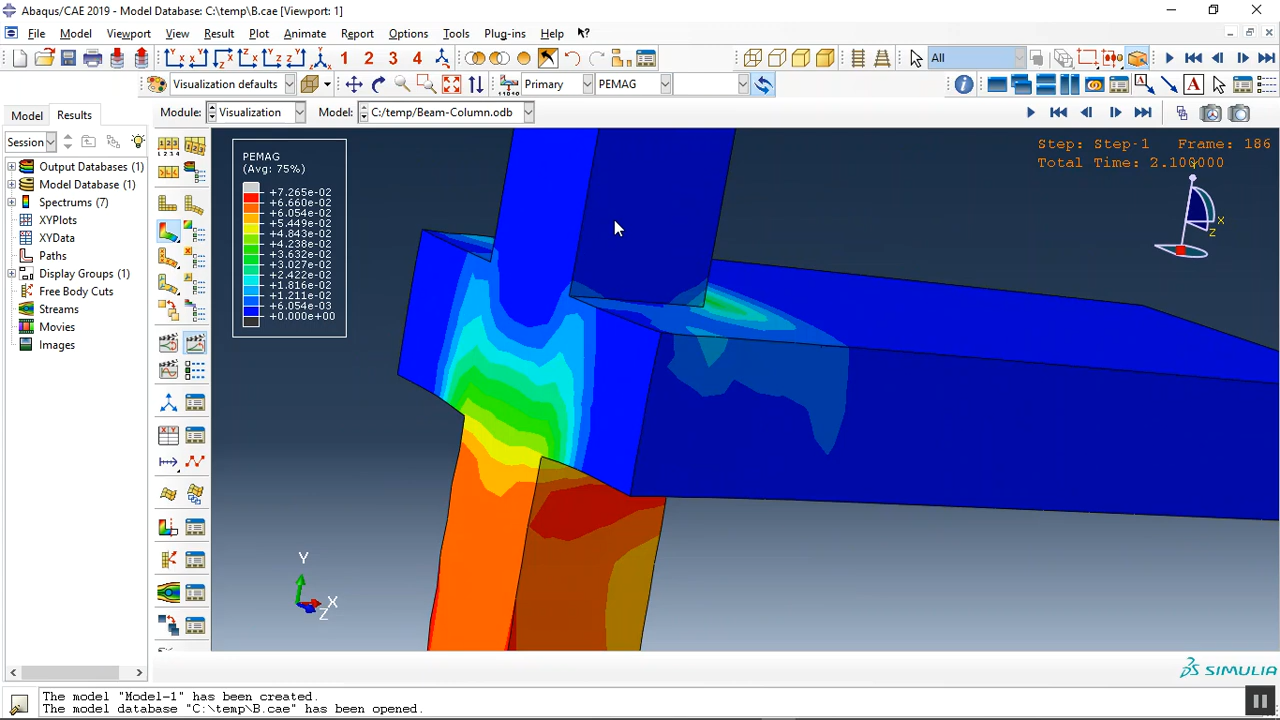 Abaqus/CAE 2019 - Model Database: C:\temp\B.cae [Viewport: 1]
File Model Viewport View Result Plot Animate Report Options Tools Plug-ins Help
1 2 3 4 All
Visualization defaults Primary PEMAG
Model Results Module: Visualization Model: C:/temp/Beam-Column.odb
Session
Output Databases (1)
Model Database (1)
Spectrums (7)
XYPlots
XYData
Paths
Display Groups (1)
Free Body Cuts
Streams
Movies
Images
PEMAG
(Avg: 75%)
+7.265e-02
+6.660e-02
+6.054e-02
+5.449e-02
+4.843e-02
+4.238e-02
+3.632e-02
+3.027e-02
+2.422e-02
+1.816e-02
+1.211e-02
+6.054e-03
+0.000e+00
Step: Step-1 Frame: 186
Total Time: 2.100000
Y
X
Z
Y
X
Z
SIMULIA
The model "Model-1" has been created.
The model database "C:\temp\B.cae" has been opened.